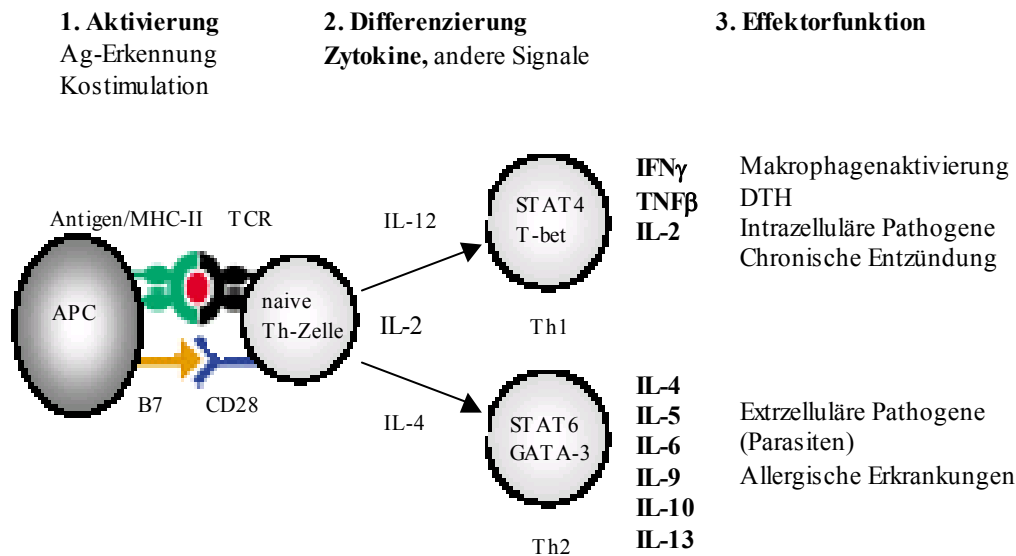 1. Aktivierung
Ag-Erkennung
Kostimulation
2. Differenzierung
Zytokine, andere Signale
3. Effektorfunktion
Antigen/MHC-II TCR
APC
naive
Th-Zelle
B7 CD28
IL-12
IL-2
IL-4
STAT4
T-bet
Th1
IFNγ
TNFβ
IL-2
Makrophagenaktivierung
DTH
Intrazelluläre Pathogene
Chronische Entzündung
STAT6
GATA-3
Th2
IL-4
IL-5
IL-6
IL-9
IL-10
IL-13
Extrzelluläre Pathogene
(Parasiten)
Allergische Erkrankungen